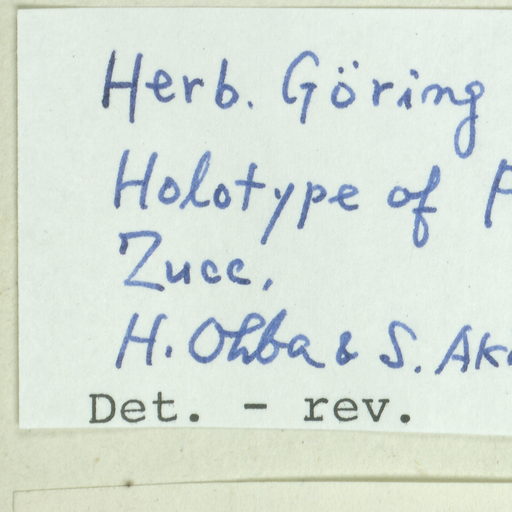 Herb. Göring
Holotype of
Zucc.
H. Ohba & S.
Det. - rev.